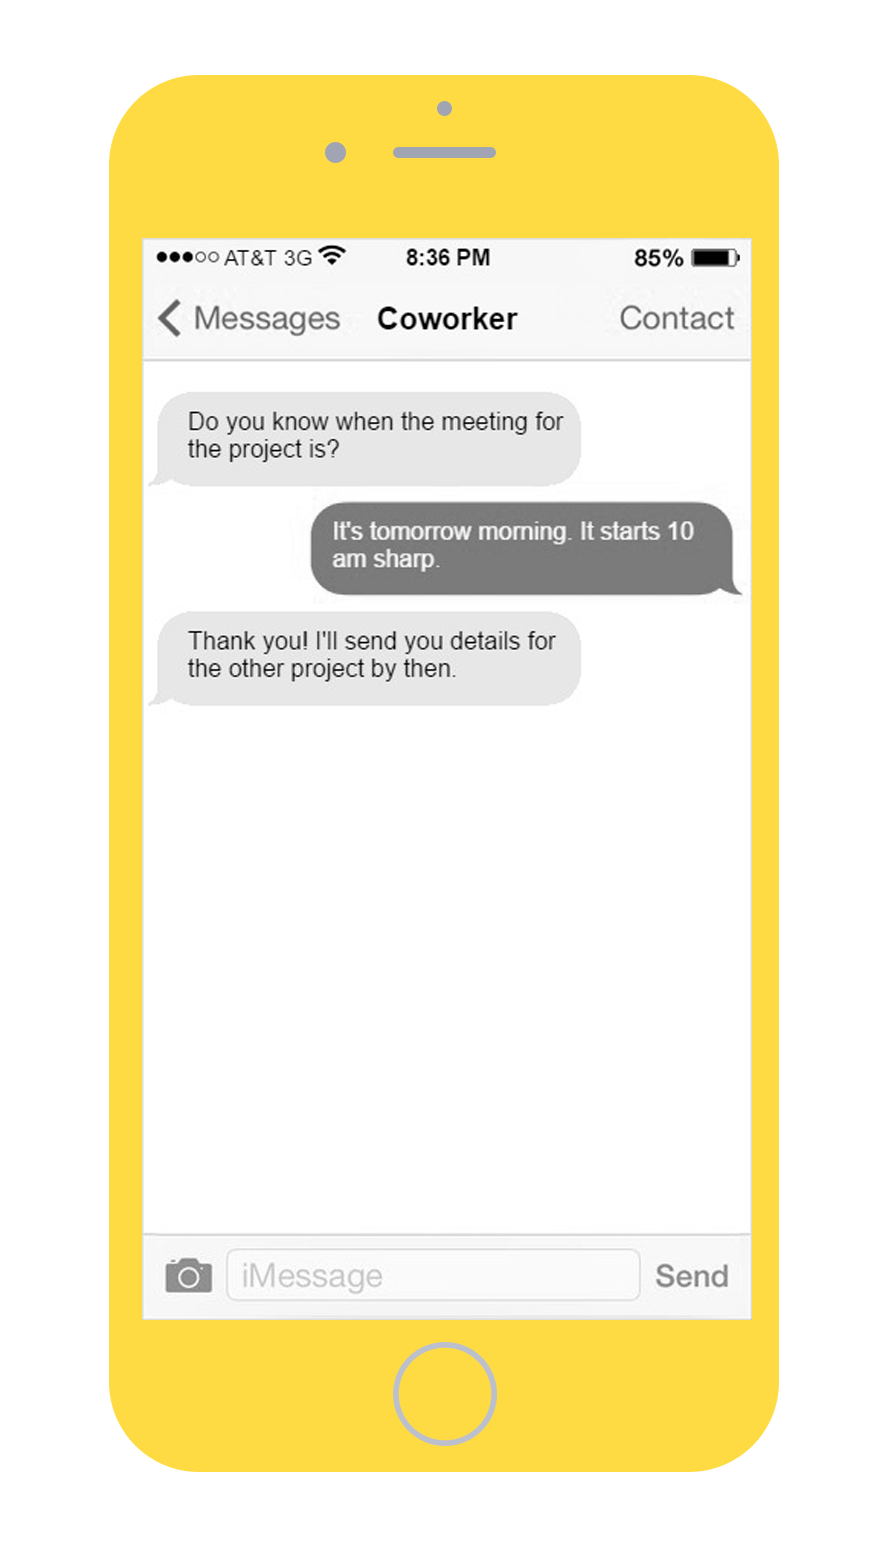 AT&T 3G 8:36 PM 85%
Messages Coworker Contact
Do you know when the meeting for
the project is?
It's tomorrow morning. It starts 10
am sharp.
Thank you! I'll send you details for
the other project by then.
iMessage Send